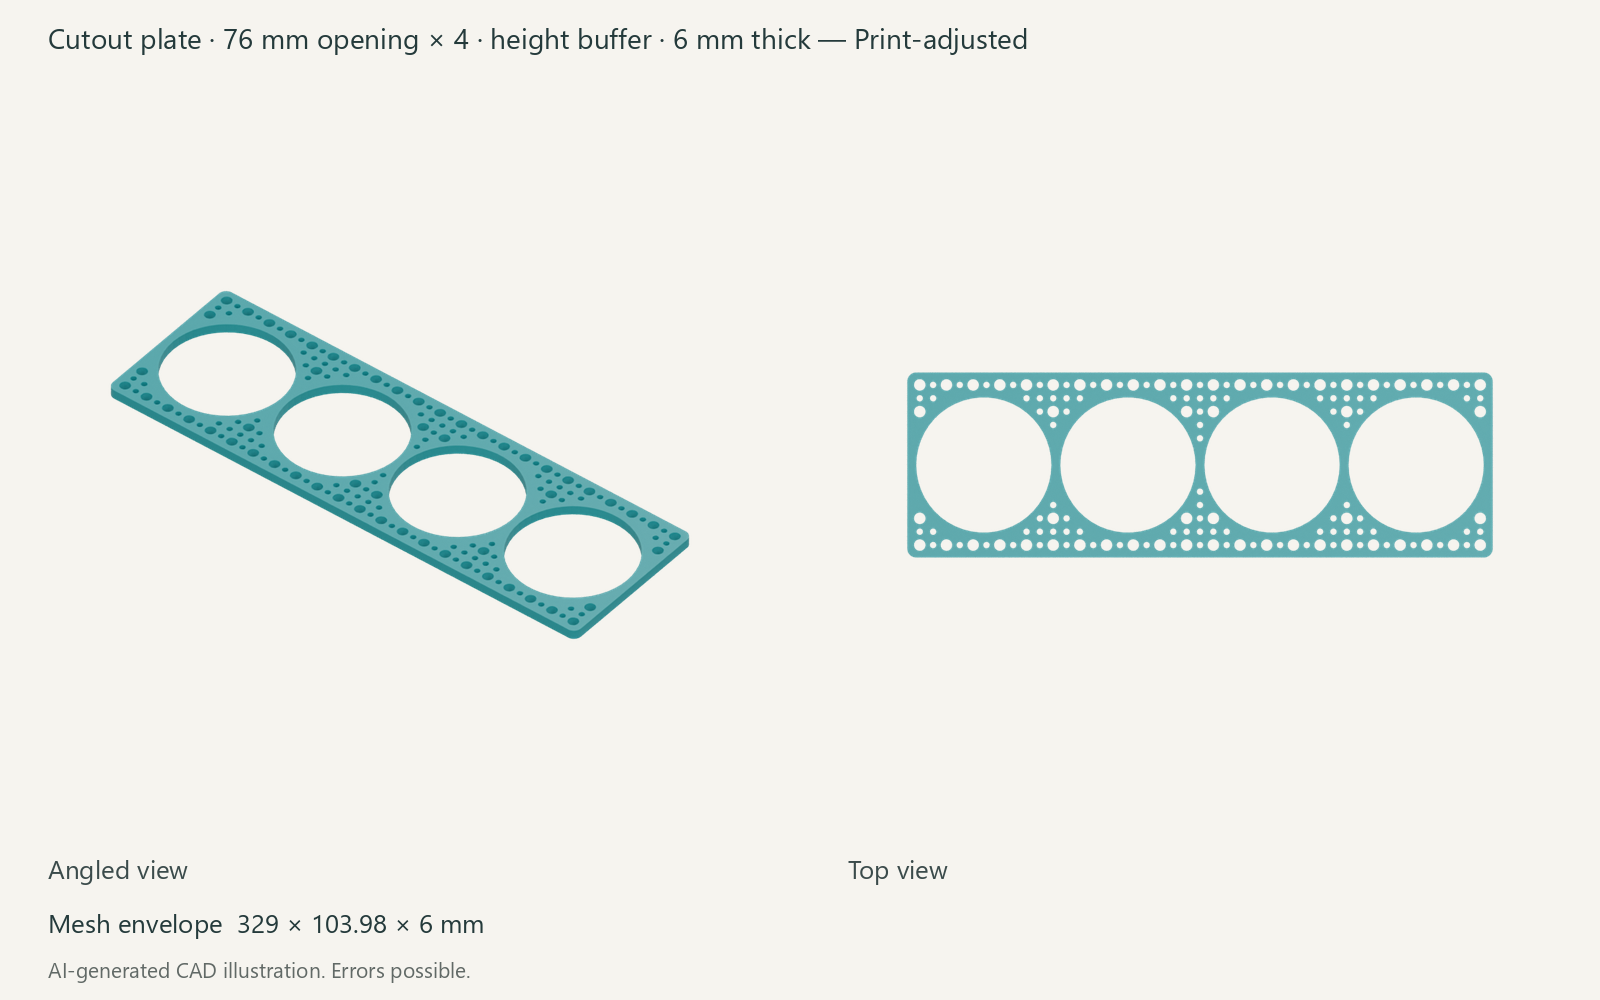 Cutout plate · 76 mm opening × 4 · height buffer · 6 mm thick — Print-adjusted
Angled view
Top view
Mesh envelope  329 × 103.98 × 6 mm
AI-generated CAD illustration. Errors possible.